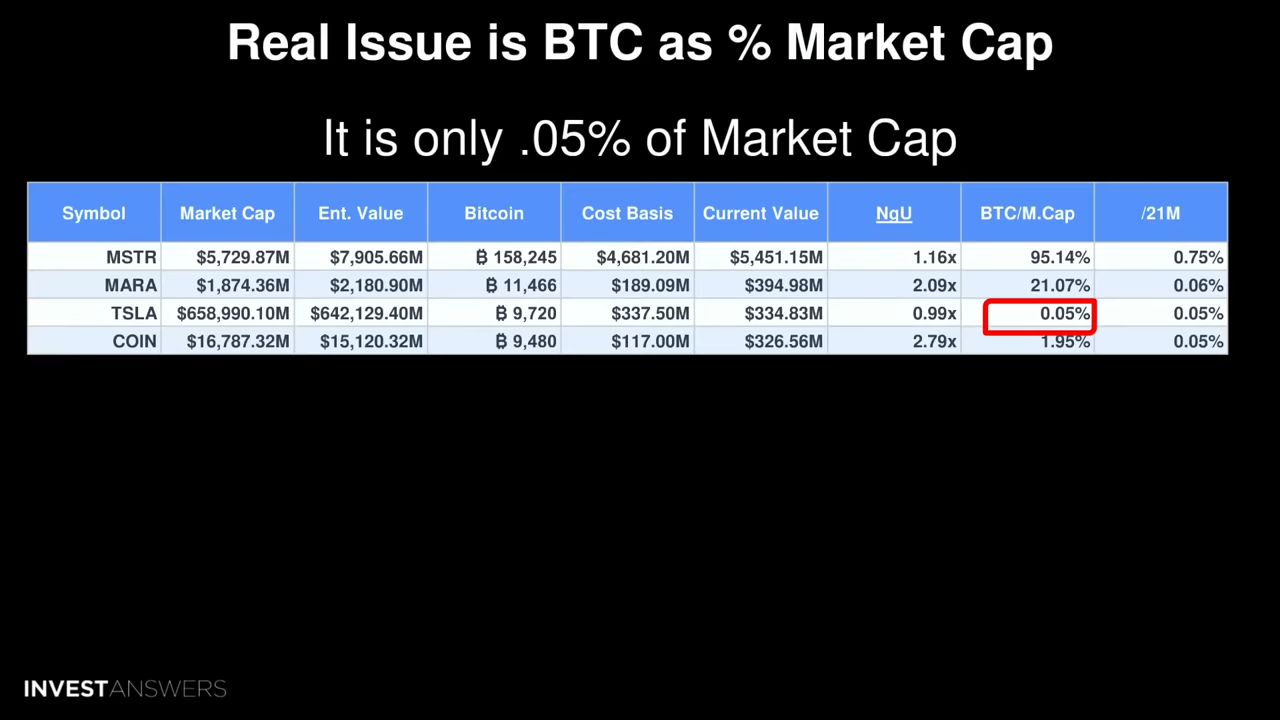 Real Issue is BTC as % Market Cap
It is only .05% of Market Cap
Symbol Market Cap Ent. Value Bitcoin Cost Basis Current Value NgU BTC/M.Cap /21M
MSTR $5,729.87M $7,905.66M ₿ 158,245 $4,681.20M $5,451.15M 1.16x 95.14% 0.75%
MARA $1,874.36M $2,180.90M ₿ 11,466 $189.09M $394.98M 2.09x 21.07% 0.06%
TSLA $658,990.10M $642,129.40M ₿ 9,720 $337.50M $334.83M 0.99x 0.05% 0.05%
COIN $16,787.32M $15,120.32M ₿ 9,480 $117.00M $326.56M 2.79x 1.95% 0.05%
INVESTANSWERS